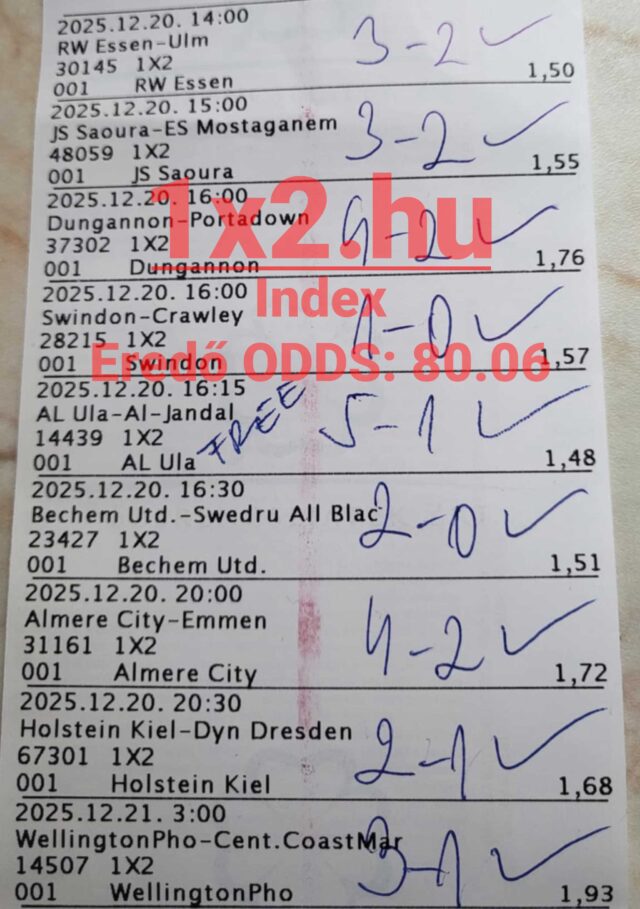 2025.12.20. 14:00
RW Essen-Ulm
30145 1X2
001 RW Essen 1,50
3-2 ✓
2025.12.20. 15:00
JS Saoura-ES Mostaganem
48059 1X2
001 JS Saoura 1,55
3-2 ✓
2025.12.20. 16:00
Dungannon-Portadown
37302 1X2
001 Dungannon 1,76
4-2 ✓
1x2.hu
Index
Eredő ODDS: 80.06
2025.12.20. 16:00
Swindon-Crawley
28215 1X2
001 Swindon 1,57
1-0 ✓
2025.12.20. 16:15
AL Ula-Al-Jandal
14439 1X2
001 AL Ula 1,48
FREE
5-1 ✓
2025.12.20. 16:30
Bechem Utd.-Swedru All Blac
23427 1X2
001 Bechem Utd. 1,51
2-0 ✓
2025.12.20. 20:00
Almere City-Emmen
31161 1X2
001 Almere City 1,72
4-2 ✓
2025.12.20. 20:30
Holstein Kiel-Dyn Dresden
67301 1X2
001 Holstein Kiel 1,68
2-1 ✓
2025.12.21. 3:00
WellingtonPho-Cent.CoastMar
14507 1X2
001 WellingtonPho 1,93
3-1 ✓